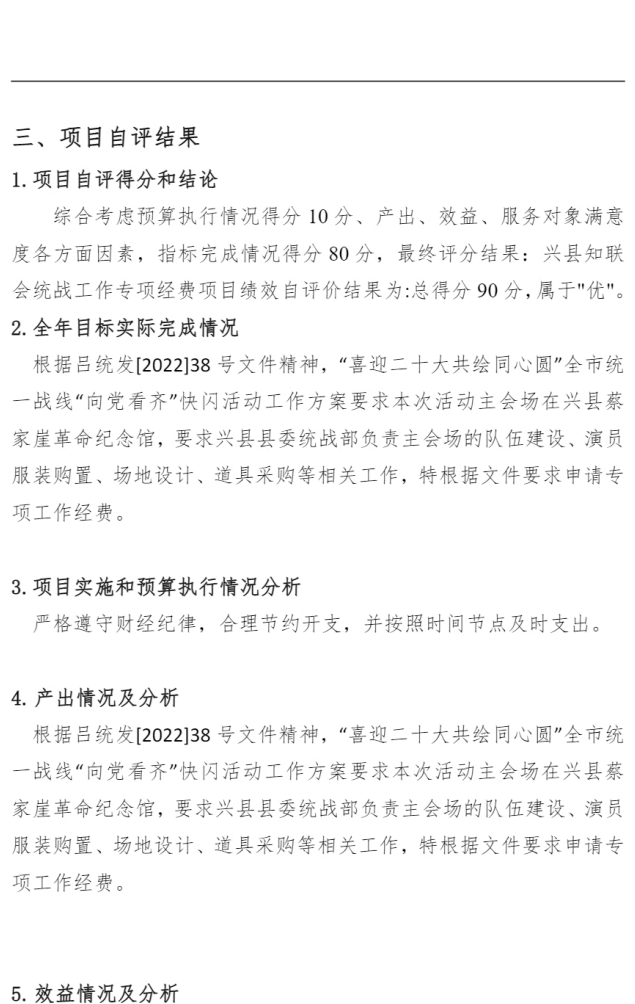 三、项目自评结果
1.项目自评得分和结论
综合考虑预算执行情况得分 10 分、产出、效益、服务对象满意
度各方面因素，指标完成情况得分 80 分，最终评分结果：兴县知联
会统战工作专项经费项目绩效自评价结果为:总得分 90 分，属于"优"。
2.全年目标实际完成情况
根据吕统发[2022]38 号文件精神，“喜迎二十大共绘同心圆”全市统
一战线“向党看齐”快闪活动工作方案要求本次活动主会场在兴县蔡
家崖革命纪念馆，要求兴县县委统战部负责主会场的队伍建设、演员
服装购置、场地设计、道具采购等相关工作，特根据文件要求申请专
项工作经费。
3.项目实施和预算执行情况分析
严格遵守财经纪律，合理节约开支，并按照时间节点及时支出。
4. 产出情况及分析
根据吕统发[2022]38 号文件精神，“喜迎二十大共绘同心圆”全市统
一战线“向党看齐”快闪活动工作方案要求本次活动主会场在兴县蔡
家崖革命纪念馆，要求兴县县委统战部负责主会场的队伍建设、演员
服装购置、场地设计、道具采购等相关工作，特根据文件要求申请专
项工作经费。
5. 效益情况及分析